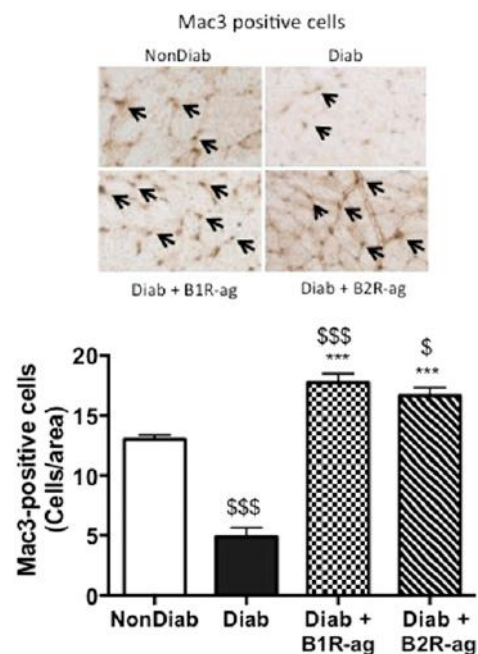 Mac3 positive cells
NonDiab Diab
Diab + B1R-ag Diab + B2R-ag
Mac3-positive cells
(Cells/area)
20
15
10
5
0
$$$
$$$
***
$
***
NonDiab Diab Diab + Diab +
B1R-ag B2R-ag